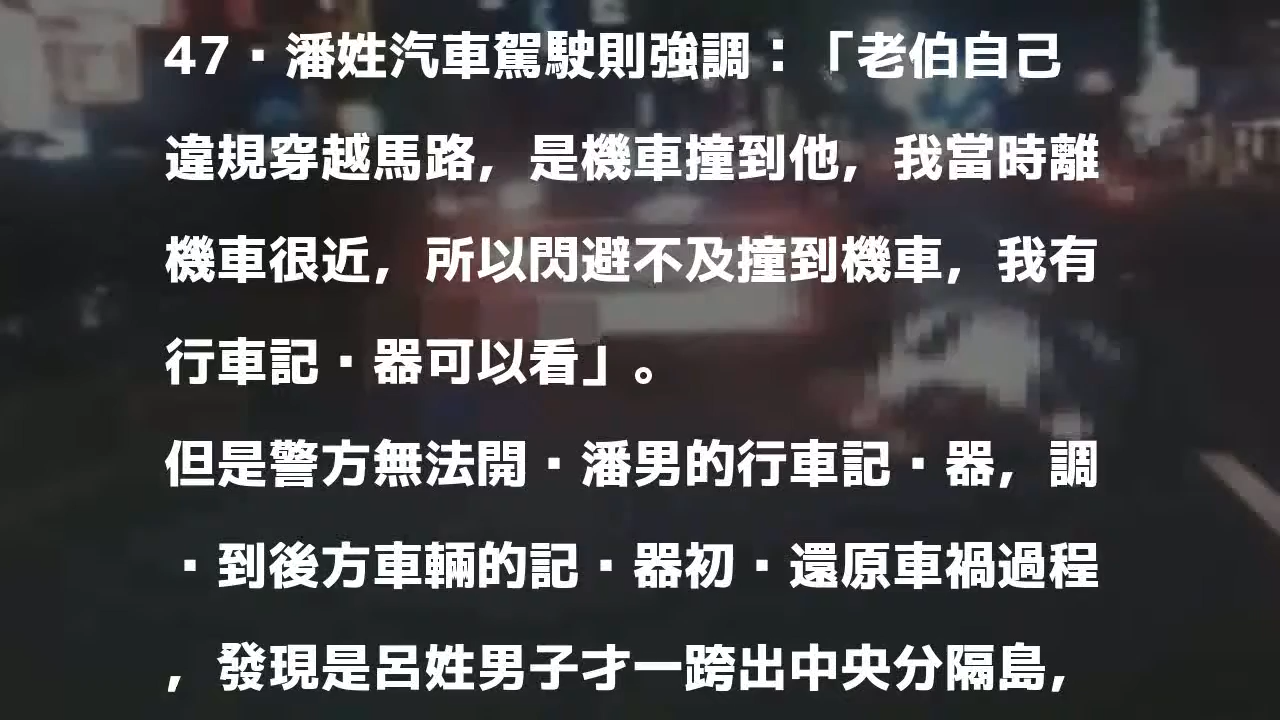 47▪潘姓汽車駕駛則強調：「老伯自己
違規穿越馬路，是機車撞到他，我當時離
機車很近，所以閃避不及撞到機車，我有
行車記▪器可以看」。
但是警方無法開▪潘男的行車記▪器，調
▪到後方車輛的記▪器初▪還原車禍過程
，發現是呂姓男子才一跨出中央分隔島，